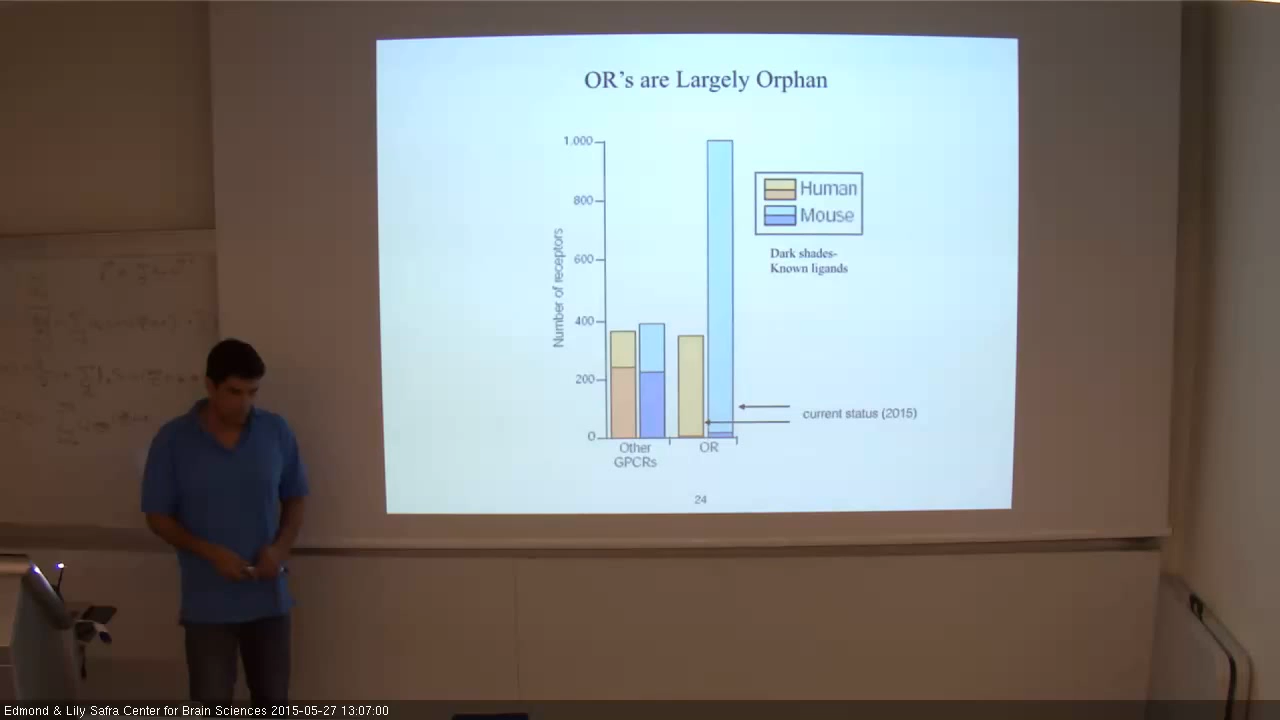 OR's are Largely Orphan
1,000
800
600
400
200
0
Number of receptors
Human
Mouse
Dark shades-
Known ligands
current status (2015)
Other
GPCRs
OR
24
Edmond & Lily Safra Center for Brain Sciences 2015-05-27 13:07:00